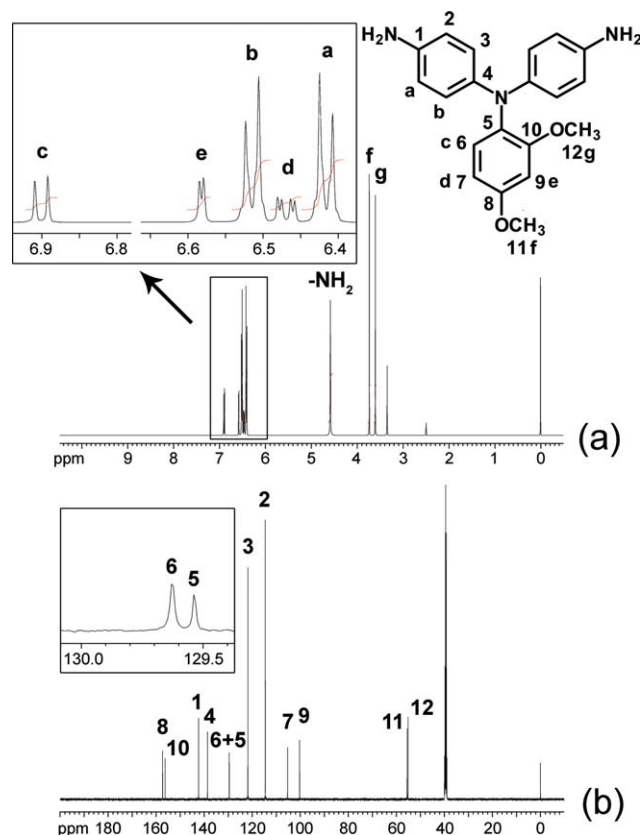 H₂N 1 2 3 4 a b N NH₂
5 10 OCH₃
c 6 12g
d 7 9 e
8 OCH₃
11 f
b a
c e d
6.9 6.8 6.6 6.5 6.4
f g
-NH₂
ppm 9 8 7 6 5 4 3 2 1 0
(a)
2
3
6 5
130.0 129.5
1 4 6+5
8 10
7 9
11 12
ppm 180 160 140 120 100 80 60 40 20 0
(b)